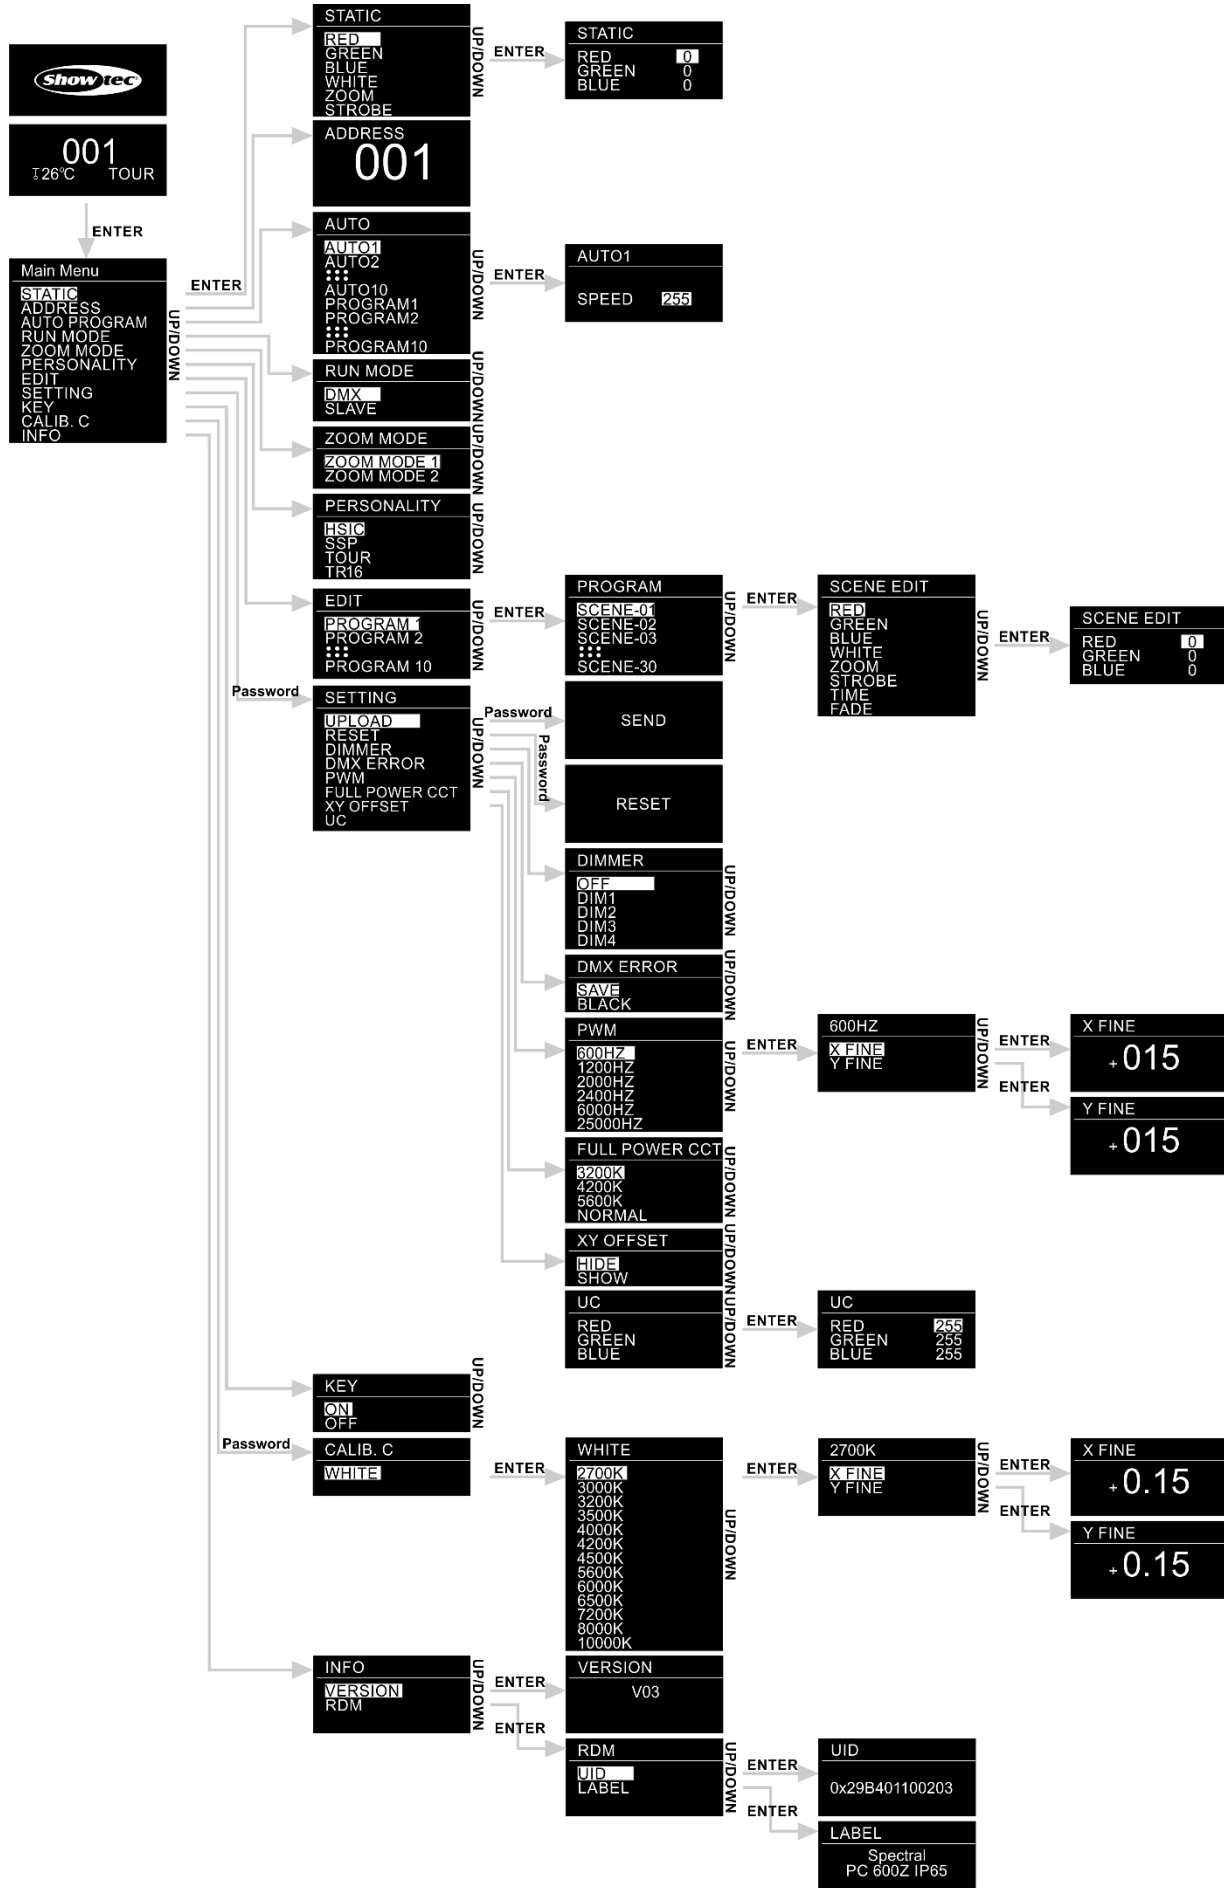 Showtec
001
26°C TOUR
ENTER
Main Menu
STATIC
ADDRESS
AUTO PROGRAM
RUN MODE
ZOOM MODE
PERSONALITY
EDIT
SETTING
KEY
CALIB. C
INFO
UP/DOWN
ENTER
STATIC
RED
GREEN
BLUE
WHITE
ZOOM
STROBE
UP/DOWN
ENTER
STATIC
RED 0
GREEN 0
BLUE 0
ADDRESS
001
AUTO
AUTO1
AUTO2
AUTO10
PROGRAM1
PROGRAM2
PROGRAM10
UP/DOWN
ENTER
AUTO1
SPEED 255
RUN MODE
DMX
SLAVE
UP/DOWN
ZOOM MODE
ZOOM MODE 1
ZOOM MODE 2
UP/DOWN
PERSONALITY
HSIC
SSP
TOUR
TR16
UP/DOWN
EDIT
PROGRAM 1
PROGRAM 2
PROGRAM 10
UP/DOWN
ENTER
PROGRAM
SCENE-01
SCENE-02
SCENE-03
SCENE-30
UP/DOWN
ENTER
SCENE EDIT
RED
GREEN
BLUE
WHITE
ZOOM
STROBE
TIME
FADE
UP/DOWN
ENTER
SCENE EDIT
RED 0
GREEN 0
BLUE 0
Password
SETTING
UPLOAD
RESET
DIMMER
DMX ERROR
PWM
FULL POWER CCT
XY OFFSET
UC
UP/DOWN
Password
SEND
Password
RESET
DIMMER
OFF
DIM1
DIM2
DIM3
DIM4
UP/DOWN
DMX ERROR
SAVE
BLACK
UP/DOWN
PWM
600HZ
1200HZ
2000HZ
2400HZ
6000HZ
25000HZ
UP/DOWN
ENTER
600HZ
X FINE
Y FINE
UP/DOWN
ENTER
X FINE
+015
ENTER
Y FINE
+015
FULL POWER CCT
3200K
4200K
5600K
NORMAL
UP/DOWN
XY OFFSET
HIDE
SHOW
UP/DOWN
UC
RED
GREEN
BLUE
UP/DOWN
ENTER
UC
RED 255
GREEN 255
BLUE 255
KEY
ON
OFF
UP/DOWN
Password
CALIB. C
WHITE
ENTER
WHITE
2700K
3000K
3200K
3500K
4000K
4200K
4500K
5600K
6000K
6500K
7200K
8000K
10000K
UP/DOWN
ENTER
2700K
X FINE
Y FINE
UP/DOWN
ENTER
X FINE
+0.15
ENTER
Y FINE
+0.15
INFO
VERSION
RDM
UP/DOWN
ENTER
VERSION
V03
ENTER
RDM
UID
LABEL
UP/DOWN
ENTER
UID
0x29B401100203
ENTER
LABEL
Spectral
PC 600Z IP65